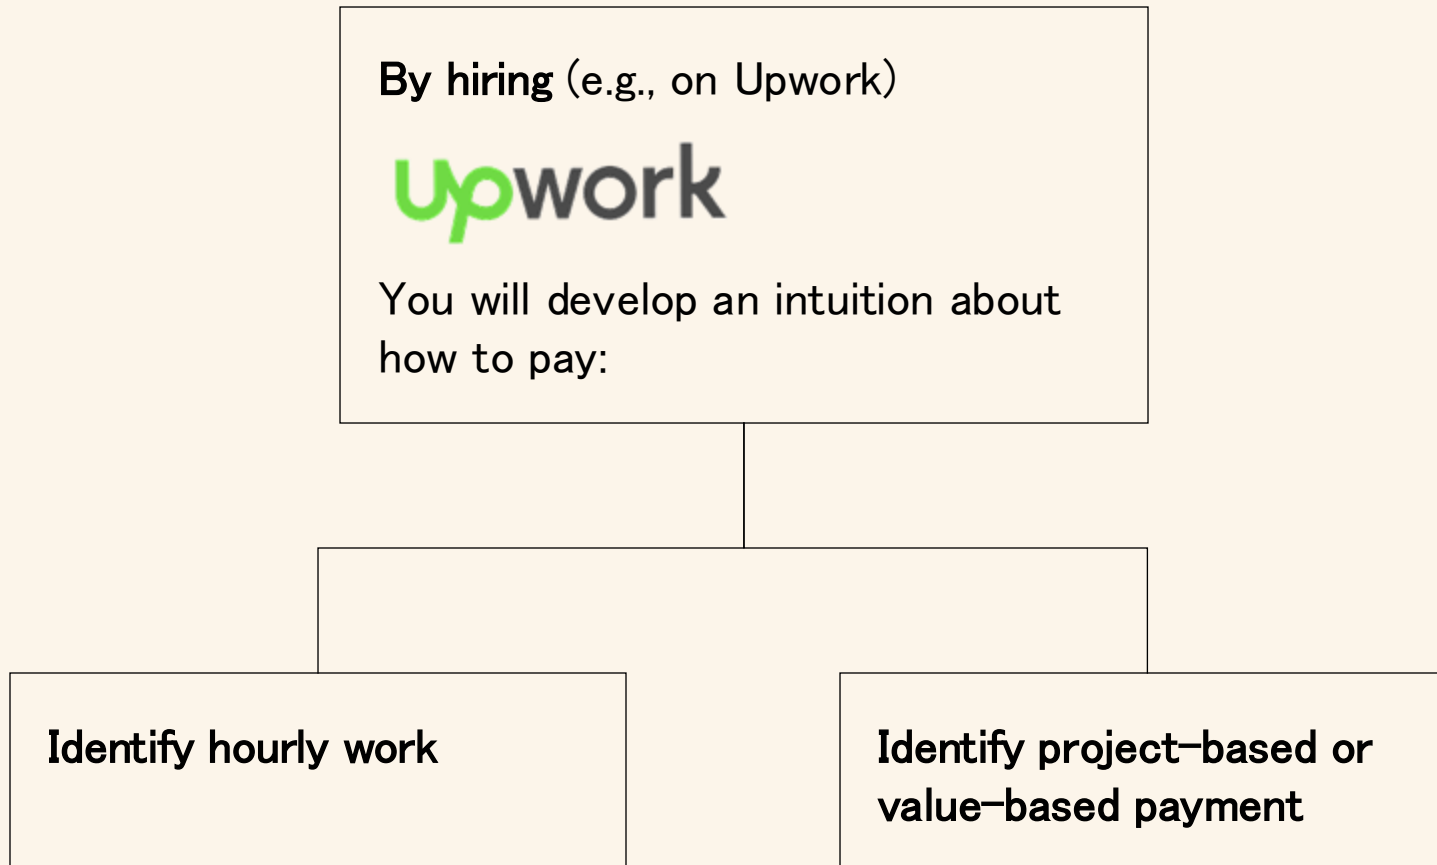 By hiring (e.g., on Upwork)
upwork
You will develop an intuition about
how to pay:
Identify hourly work
Identify project-based or
value-based payment